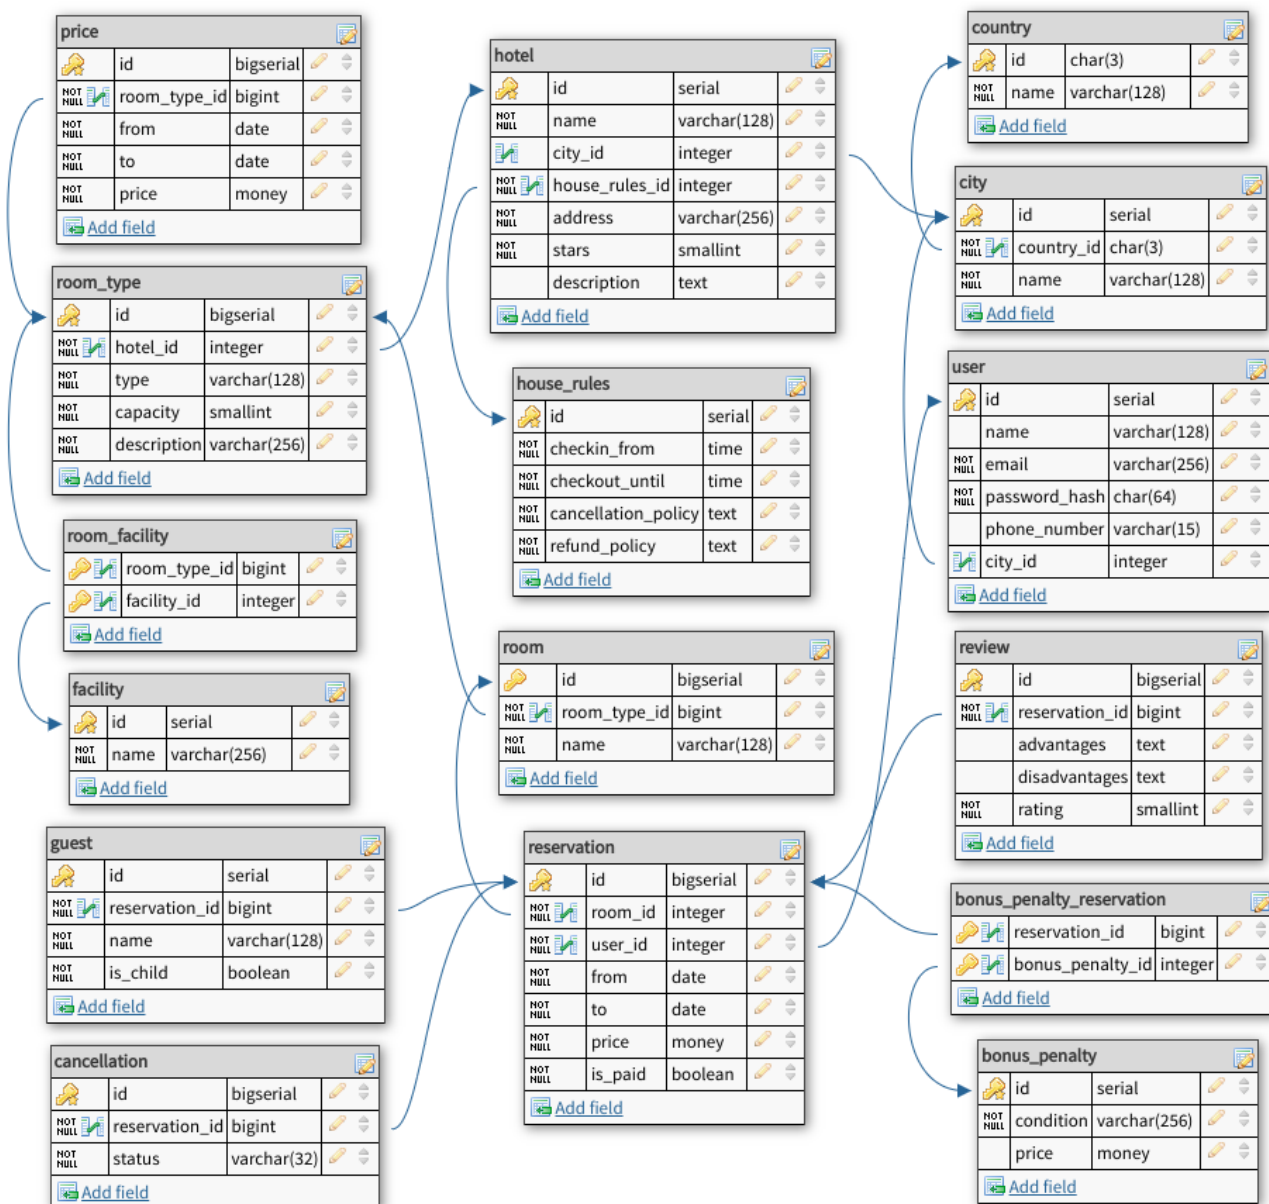 price
id bigserial
NOT NULL room_type_id bigint
NOT NULL from date
NOT NULL to date
NOT NULL price money
Add field
room_type
id bigserial
NOT NULL hotel_id integer
NOT NULL type varchar(128)
NOT NULL capacity smallint
NOT NULL description varchar(256)
Add field
room_facility
room_type_id bigint
facility_id integer
Add field
facility
id serial
NOT NULL name varchar(256)
Add field
guest
id serial
NOT NULL reservation_id bigint
NOT NULL name varchar(128)
NOT NULL is_child boolean
Add field
cancellation
id bigserial
NOT NULL reservation_id bigint
NOT NULL status varchar(32)
Add field
hotel
id serial
NOT NULL name varchar(128)
city_id integer
NOT NULL house_rules_id integer
NOT NULL address varchar(256)
NOT NULL stars smallint
description text
Add field
house_rules
id serial
NOT NULL checkin_from time
NOT NULL checkout_until time
NOT NULL cancellation_policy text
NOT NULL refund_policy text
Add field
room
id bigserial
NOT NULL room_type_id bigint
NOT NULL name varchar(128)
Add field
reservation
id bigserial
NOT NULL room_id integer
NOT NULL user_id integer
NOT NULL from date
NOT NULL to date
NOT NULL price money
NOT NULL is_paid boolean
Add field
country
id char(3)
NOT NULL name varchar(128)
Add field
city
id serial
NOT NULL country_id char(3)
NOT NULL name varchar(128)
Add field
user
id serial
name varchar(128)
NOT NULL email varchar(256)
NOT NULL password_hash char(64)
phone_number varchar(15)
city_id integer
Add field
review
id bigserial
NOT NULL reservation_id bigint
advantages text
disadvantages text
NOT NULL rating smallint
Add field
bonus_penalty_reservation
reservation_id bigint
bonus_penalty_id integer
Add field
bonus_penalty
id serial
NOT NULL condition varchar(256)
price money
Add field